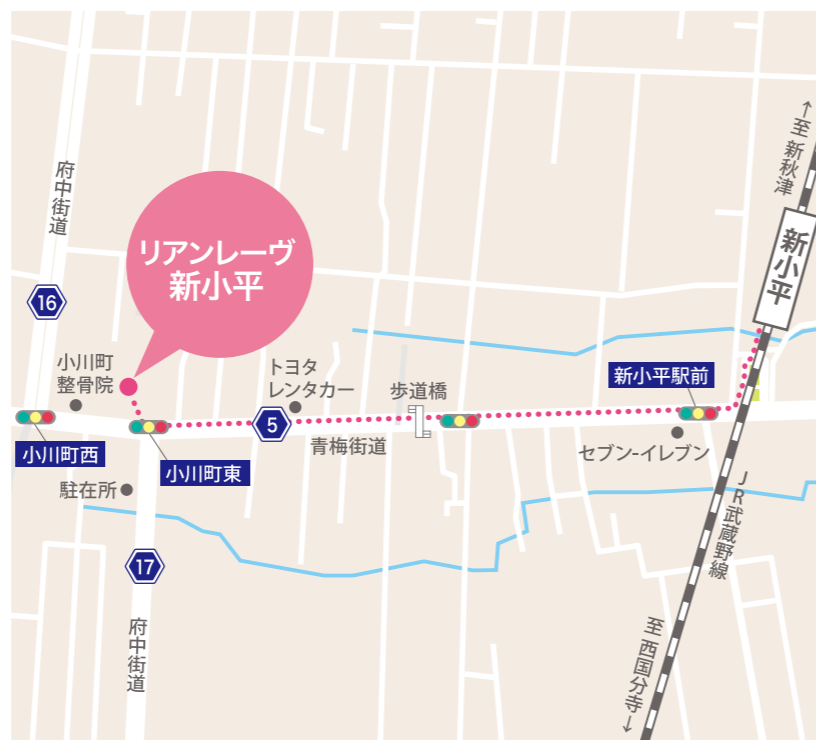 ↑至 新秋津
府中街道
リアンレーヴ
新小平
新小平
16
小川町
整骨院
トヨタ
レンタカー
歩道橋
新小平駅前
5
青梅街道
セブン-イレブン
小川町西
小川町東
駐在所
JR武蔵野線
17
府中街道
至 西国分寺↓